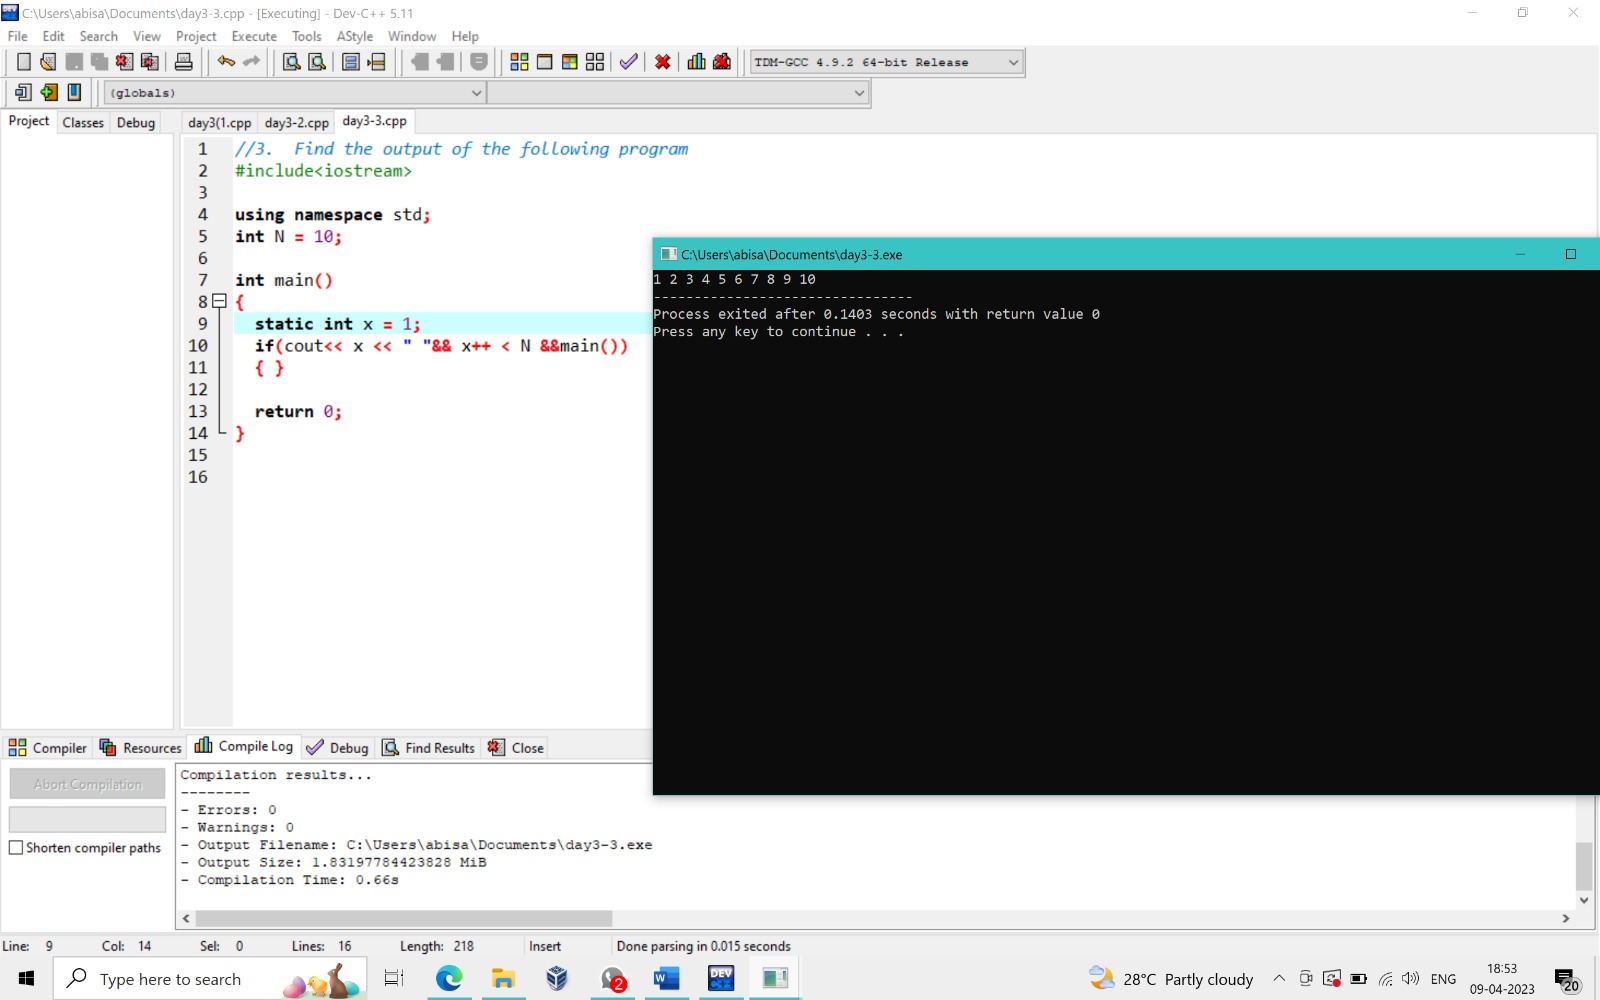 C:\Users\abisa\Documents\day3-3.cpp - [Executing] - Dev-C++ 5.11
File Edit Search View Project Execute Tools AStyle Window Help
TDM-GCC 4.9.2 64-bit Release
(globals)
Project Classes Debug day3(1.cpp day3-2.cpp day3-3.cpp
1 //3.  Find the output of the following program
2 #include<iostream>
3
4 using namespace std;
5 int N = 10;
6
7 int main()
8 {
9   static int x = 1;
10   if(cout<< x << " "&& x++ < N &&main())
11   { }
12
13   return 0;
14 }
15
16
C:\Users\abisa\Documents\day3-3.exe
1 2 3 4 5 6 7 8 9 10
--------------------------------
Process exited after 0.1403 seconds with return value 0
Press any key to continue . . .
Compiler Resources Compile Log Debug Find Results Close
Abort Compilation
Shorten compiler paths
Compilation results...
--------
- Errors: 0
- Warnings: 0
- Output Filename: C:\Users\abisa\Documents\day3-3.exe
- Output Size: 1.83197784423828 MiB
- Compilation Time: 0.66s
Line: 9 Col: 14 Sel: 0 Lines: 16 Length: 218 Insert Done parsing in 0.015 seconds
Type here to search
2
W
DEV
C++
28°C Partly cloudy
ENG
18:53
09-04-2023
20